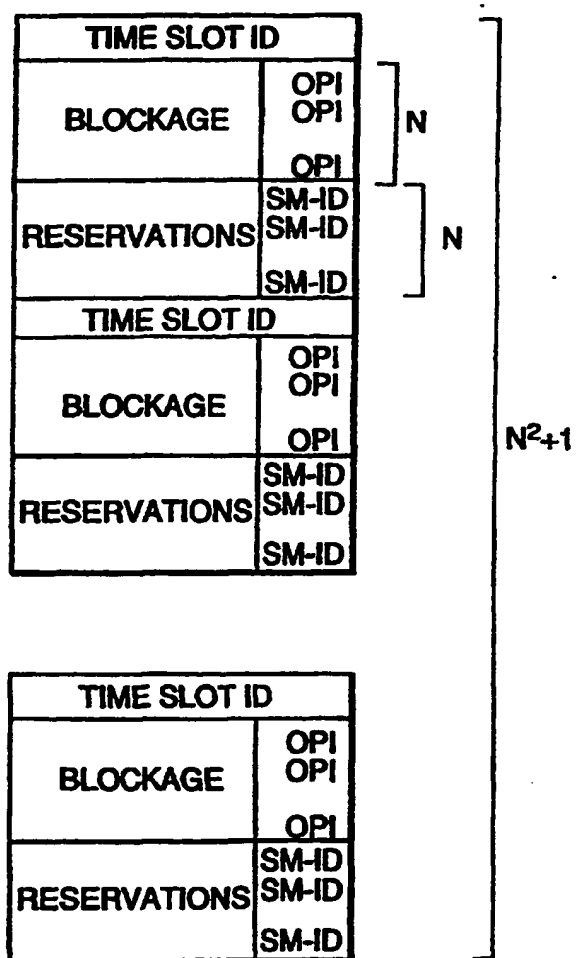 TIME SLOT ID
BLOCKAGE
OPI
OPI
OPI
N
RESERVATIONS
SM-ID
SM-ID
SM-ID
N
TIME SLOT ID
BLOCKAGE
OPI
OPI
OPI
N²+1
RESERVATIONS
SM-ID
SM-ID
SM-ID
TIME SLOT ID
BLOCKAGE
OPI
OPI
OPI
RESERVATIONS
SM-ID
SM-ID
SM-ID